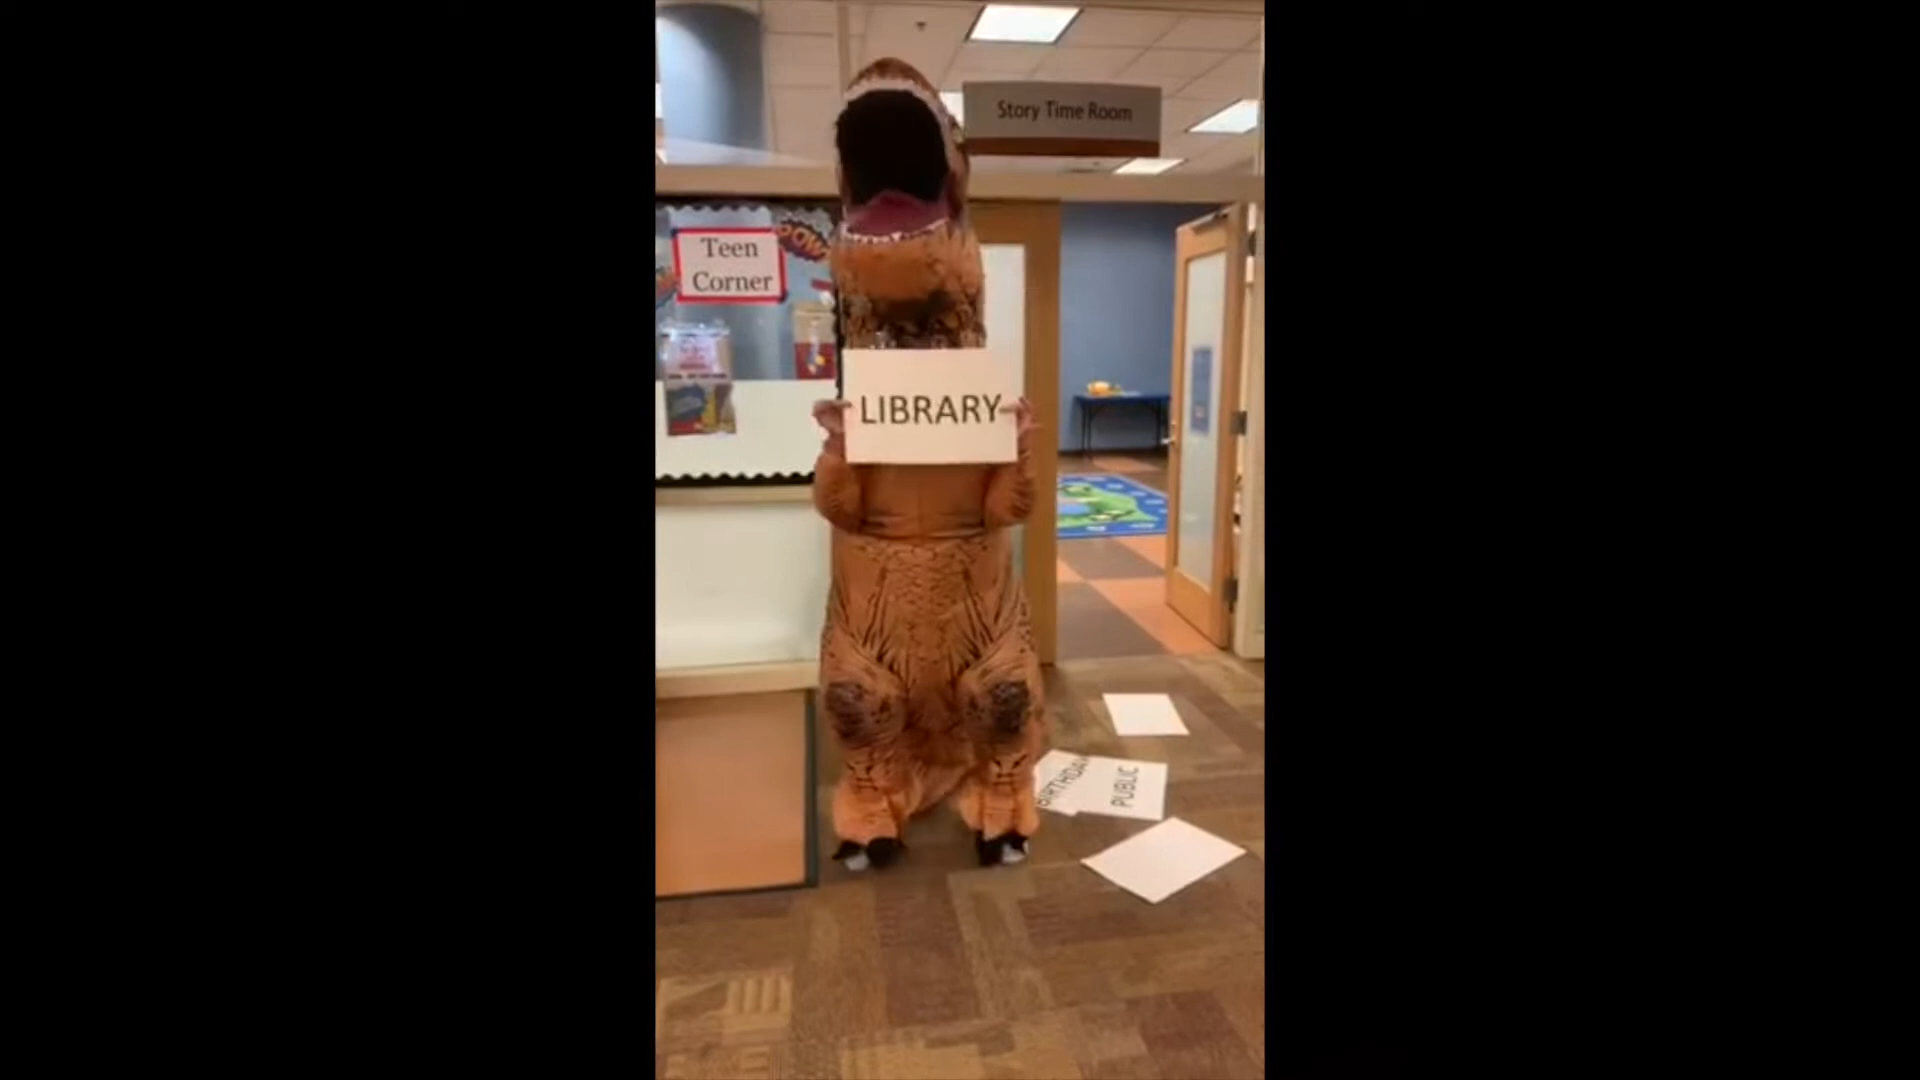 Story Time Room
POW
Teen
Corner
LIBRARY
BIRTHDAY
PUBLIC